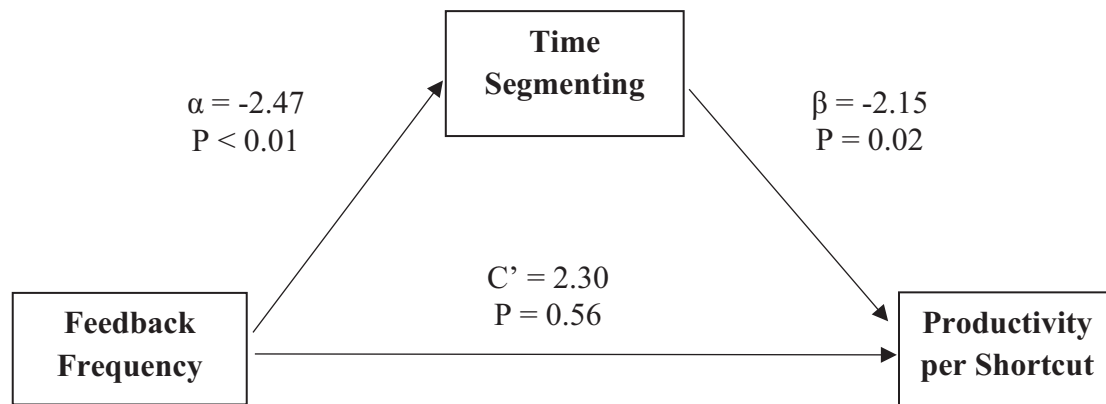 Time
Segmenting
α = -2.47
P < 0.01
β = -2.15
P = 0.02
C’ = 2.30
P = 0.56
Feedback
Frequency
Productivity
per Shortcut